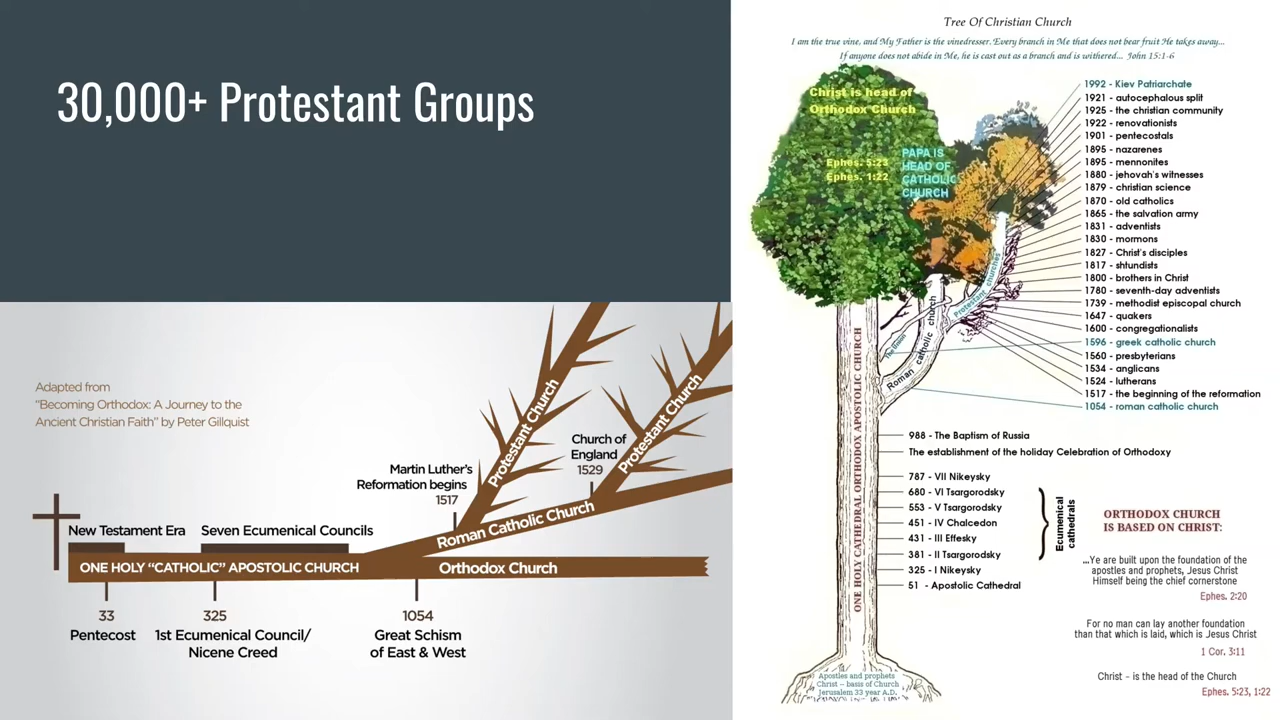 30,000+ Protestant Groups
Adapted from
"Becoming Orthodox: A Journey to the
Ancient Christian Faith" by Peter Gillquist
New Testament Era
Seven Ecumenical Councils
Martin Luther's
Reformation begins
1517
Church of
England
1529
Protestant Church
Protestant Church
Roman Catholic Church
ONE HOLY "CATHOLIC" APOSTOLIC CHURCH
Orthodox Church
33
Pentecost
325
1st Ecumenical Council/
Nicene Creed
1054
Great Schism
of East & West
Tree Of Christian Church
I am the true vine, and My Father is the vinedresser. Every branch in Me that does not bear fruit He takes away...
If anyone does not abide in Me, he is cast out as a branch and is withered... John 15:1-6
Christ is head of
Orthodox Church
Ephes. 5:23
Ephes. 1:22
PAPA IS
HEAD OF
CATHOLIC
CHURCH
1992 - Kiev Patriarchate
1921 - autocephalous split
1925 - the christian community
1922 - renovationists
1901 - pentecostals
1895 - nazarenes
1895 - mennonites
1880 - jehovah's witnesses
1879 - christian science
1870 - old catholics
1865 - the salvation army
1831 - adventists
1830 - mormons
1827 - Christ's disciples
1817 - shtundists
1800 - brothers in Christ
1780 - seventh-day adventists
1739 - methodist episcopal church
1647 - quakers
1600 - congregationalists
1596 - greek catholic church
1560 - presbyterians
1534 - anglicans
1524 - lutherans
1517 - the beginning of the reformation
1054 - roman catholic church
Protestant churches
The Union
Roman catholic church
ONE HOLY CATHEDRAL ORTHODOX APOSTOLIC CHURCH
988 - The Baptism of Russia
The establishment of the holiday Celebration of Orthodoxy
787 - VII Nikeysky
680 - VI Tsargorodsky
553 - V Tsargorodsky
451 - IV Chalcedon
431 - III Effesky
381 - II Tsargorodsky
325 - I Nikeysky
51 - Apostolic Cathedral
Ecumenical
cathedrals
ORTHODOX CHURCH
IS BASED ON CHRIST:
...Ye are built upon the foundation of the
apostles and prophets, Jesus Christ
Himself being the chief cornerstone
Ephes. 2:20
For no man can lay another foundation
than that which is laid, which is Jesus Christ
1 Cor. 3:11
Christ - is the head of the Church
Ephes. 5:23, 1:22
Apostles and prophets
Christ - basis of Church
Jerusalem 33 year A.D.